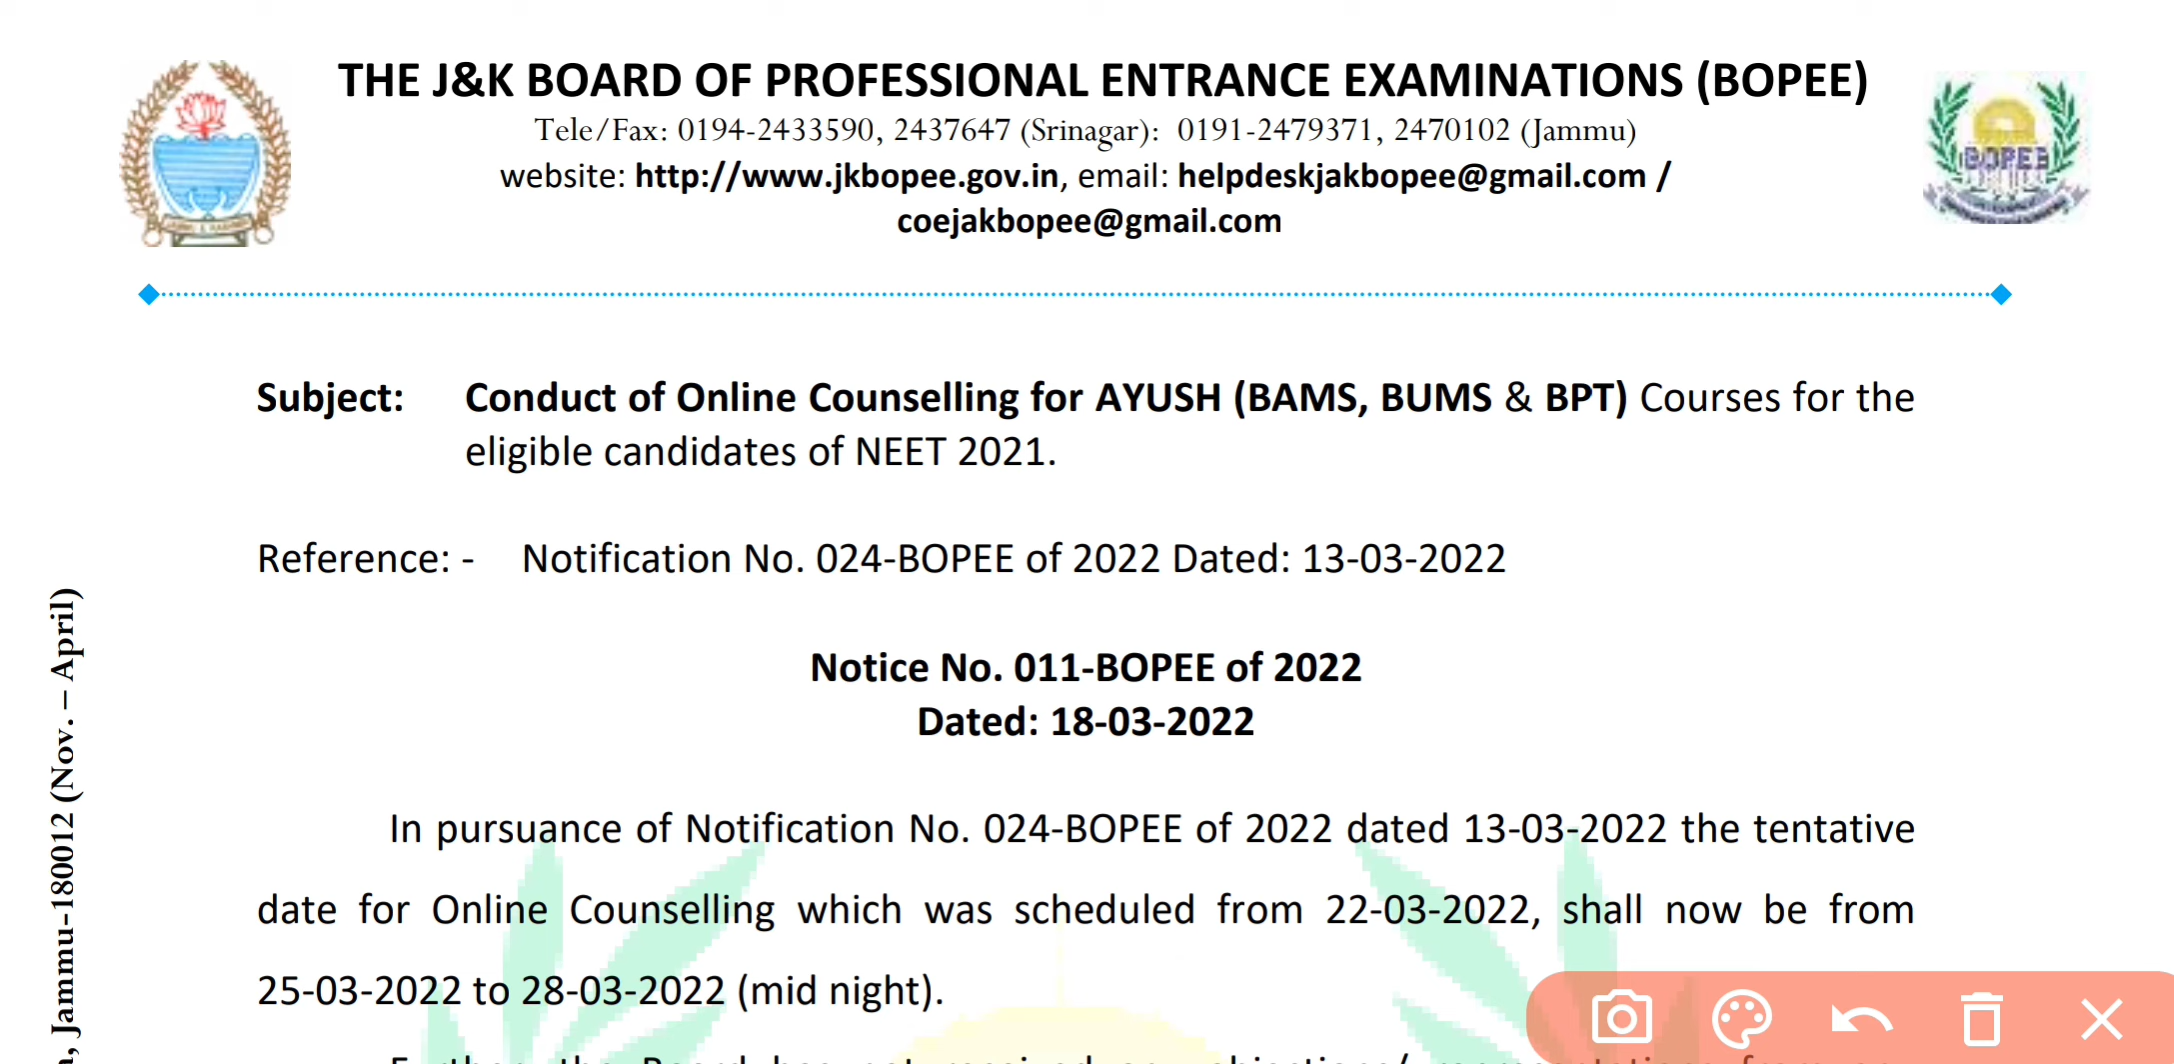 THE J&K BOARD OF PROFESSIONAL ENTRANCE EXAMINATIONS (BOPEE)
Tele/Fax: 0194-2433590, 2437647 (Srinagar): 0191-2479371, 2470102 (Jammu)
website: http://www.jkbopee.gov.in, email: helpdeskjakbopee@gmail.com /
coejakbopee@gmail.com
BOPEE
Subject: Conduct of Online Counselling for AYUSH (BAMS, BUMS & BPT) Courses for the
eligible candidates of NEET 2021.
Reference: - Notification No. 024-BOPEE of 2022 Dated: 13-03-2022
Notice No. 011-BOPEE of 2022
Dated: 18-03-2022
In pursuance of Notification No. 024-BOPEE of 2022 dated 13-03-2022 the tentative
date for Online Counselling which was scheduled from 22-03-2022, shall now be from
25-03-2022 to 28-03-2022 (mid night).
Jammu-180012 (Nov. – April)